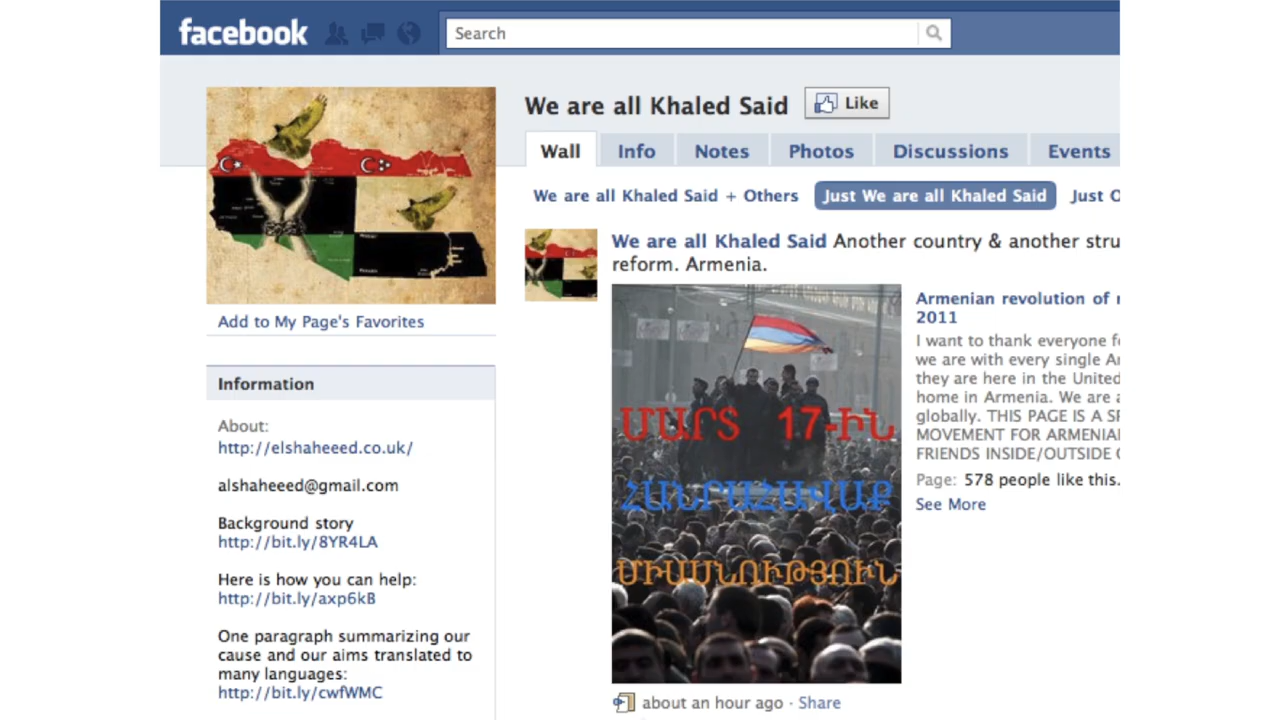 facebook
Search
We are all Khaled Said
Like
Wall
Info
Notes
Photos
Discussions
Events
We are all Khaled Said + Others
Just We are all Khaled Said
Just
We are all Khaled Said Another country & another
reform. Armenia.
Add to My Page's Favorites
Information
About:
http://elshaheeed.co.uk/
alshaheeed@gmail.com
Background story
http://bit.ly/8YR4LA
Here is how you can help:
http://bit.ly/axp6kB
One paragraph summarizing our
cause and our aims translated to
many languages:
http://bit.ly/cwfWMC
ՄԱՐՏ 17-ԻՆ
ՀԱՆՐԱՀԱՎԱՔ
ՄԻԱՍՆՈՒԹՅՈՒՆ
Armenian revolution of
2011
I want to thank everyone
we are with every single
they are here in the United
home in Armenia. We are
globally. THIS PAGE IS A
MOVEMENT FOR
FRIENDS INSIDE/OUTSIDE
Page: 578 people like this.
See More
about an hour ago · Share